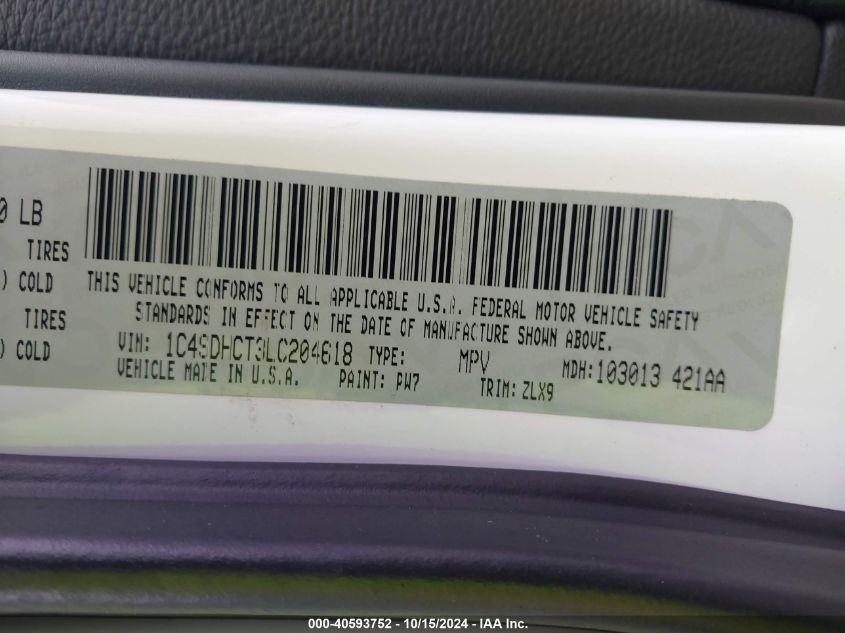 0 LB
TIRES
) COLD
TIRES
) COLD
THIS VEHICLE CONFORMS TO ALL APPLICABLE U.S.A. FEDERAL MOTOR VEHICLE SAFETY
STANDARDS IN EFFECT ON THE DATE OF MANUFACTURE SHOWN ABOVE.
VIN: 1C4SDHCT3LC204618 TYPE: MPV MDH:103013 421AA
VEHICLE MADE IN U.S.A. PAINT: PW7 TRIM: ZLX9
000-40593752 - 10/15/2024 - IAA Inc.